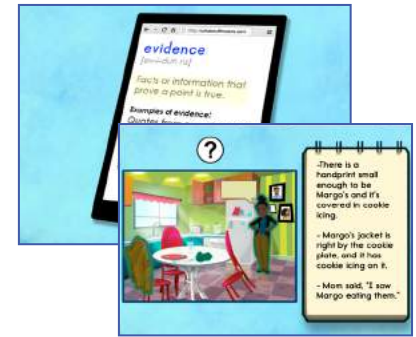 evidence
Facts or information that
prove a point is true.
Examples of evidence:
Quotes from
?
-There is a
handprint small
enough to be
Margo's and it's
covered in cookie
icing.
- Margo's jacket is
right by the cookie
plate, and it has
cookie icing on it.
- Mom said, "I saw
Margo eating them."